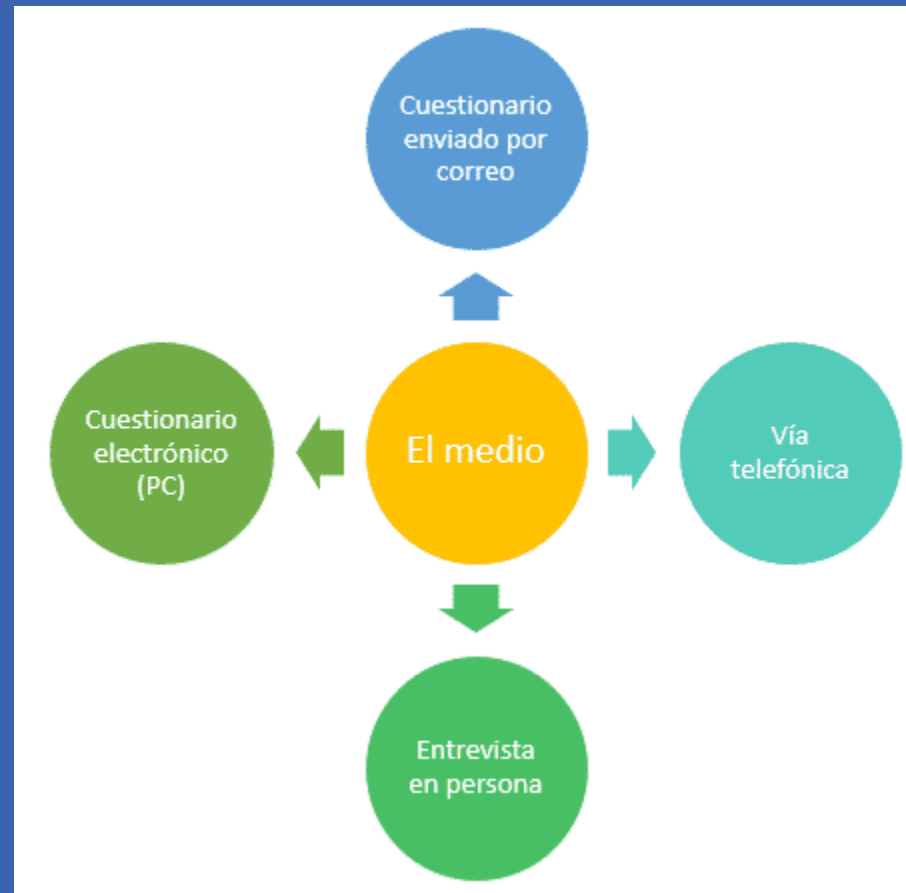 Cuestionario
enviado por
correo
Cuestionario
electrónico
(PC)
El medio
Vía
telefónica
Entrevista
en persona